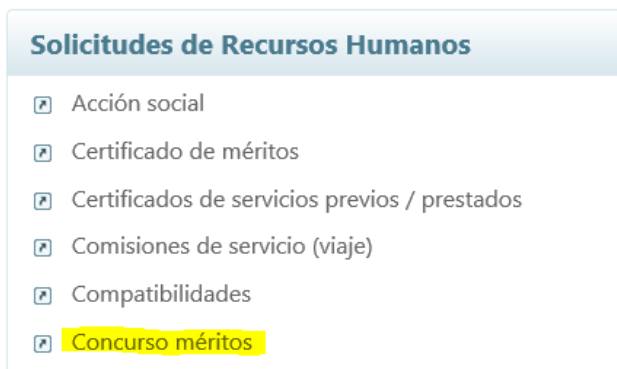 Solicitudes de Recursos Humanos
Acción social
Certificado de méritos
Certificados de servicios previos / prestados
Comisiones de servicio (viaje)
Compatibilidades
Concurso méritos